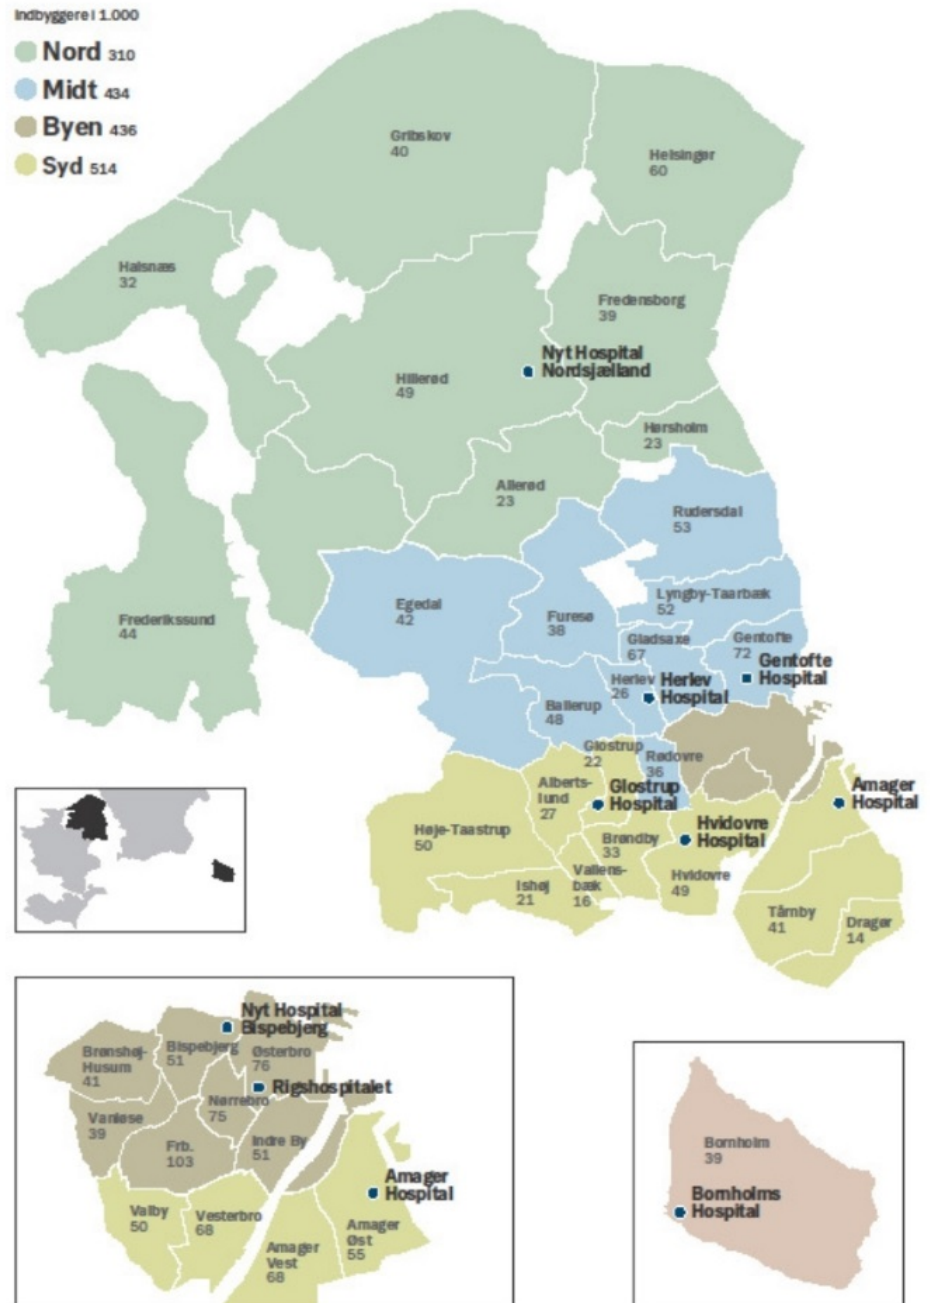 Indbyggere i 1.000
Nord 310
Midt 434
Byen 436
Syd 514
Gribskov
40
Helsingør
60
Halsnæs
32
Fredensborg
39
Nyt Hospital
Nordsjælland
Hillerød
49
Hørsholm
23
Allerød
23
Rudersdal
53
Egedal
42
Furesø
38
Lyngby-Taarbæk
52
Frederikssund
44
Gladsaxe
67
Gentofte
72
Gentofte
Hospital
Herlev
26
Herlev
Hospital
Ballerup
48
Glostrup
22
Rødovre
36
Alberts-
lund
27
Glostrup
Hospital
Amager
Hospital
Høje-Taastrup
50
Brøndby
33
Hvidovre
Hospital
Ishøj
21
Vallens-
bæk
16
Hvidovre
49
Tårnby
41
Dragør
14
Nyt Hospital
Bispebjerg
Brønshøj-
Husum
41
Bispebjerg
51
Østerbro
76
Rigshospitalet
Nørrebro
75
Vanløse
39
Frb.
103
Indre By
51
Amager
Hospital
Valby
50
Vesterbro
68
Amager
Vest
68
Amager
Øst
55
Bornholm
39
Bornholms
Hospital